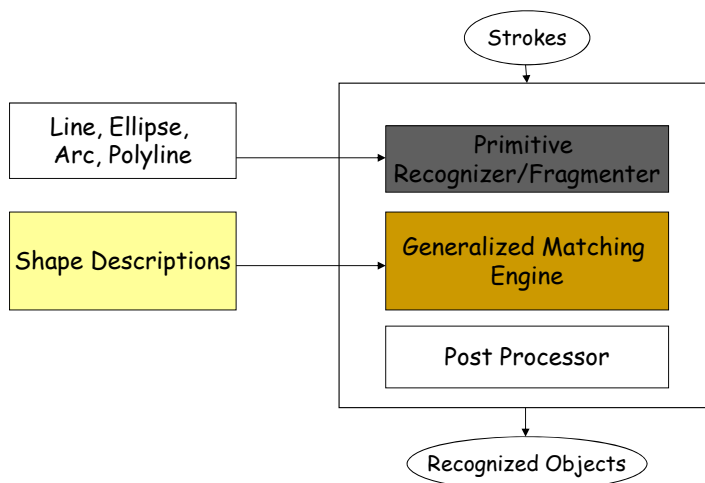 Strokes
Line, Ellipse,
Arc, Polyline
Primitive
Recognizer/Fragmenter
Shape Descriptions
Generalized Matching
Engine
Post Processor
Recognized Objects